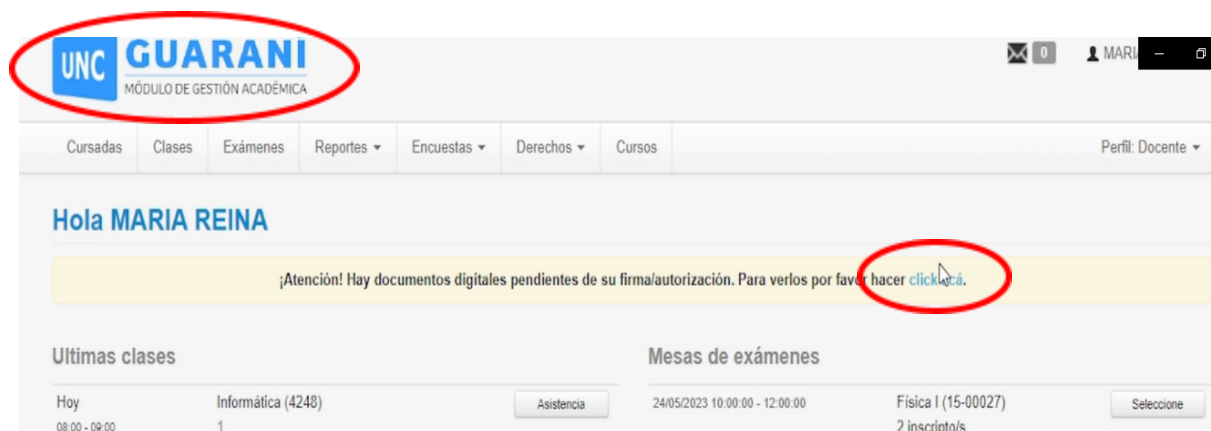 UNC GUARANI
MÓDULO DE GESTIÓN ACADÉMICA
0
Cursadas Clases Exámenes Reportes Encuestas Derechos Cursos Perfil: Docente
Hola MARIA REINA
¡Atención! Hay documentos digitales pendientes de su firma/autorización. Para verlos por favor hacer click acá.
Ultimas clases Mesas de exámenes
Hoy Informática (4248) Asistencia 24/05/2023 10:00:00 - 12:00:00 Física I (15-00027) Seleccione
08:00 - 09:00 1 2 inscripto/s